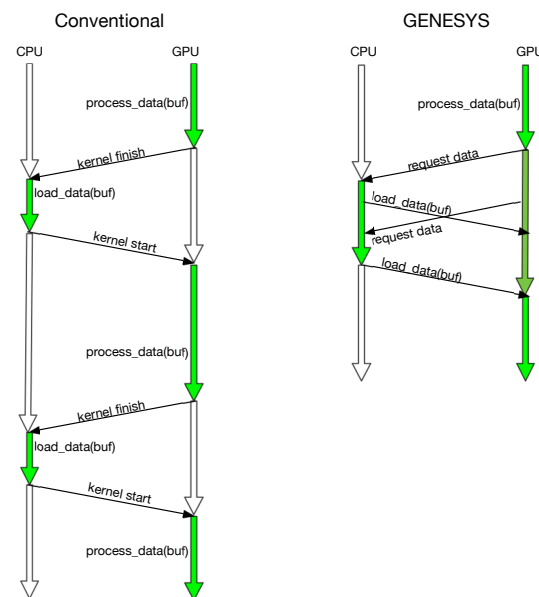 Conventional
GENESYS
CPU
GPU
process_data(buf)
kernel finish
load_data(buf)
kernel start
process_data(buf)
kernel finish
load_data(buf)
kernel start
process_data(buf)
CPU
GPU
process_data(buf)
request data
load_data(buf)
request data
load_data(buf)